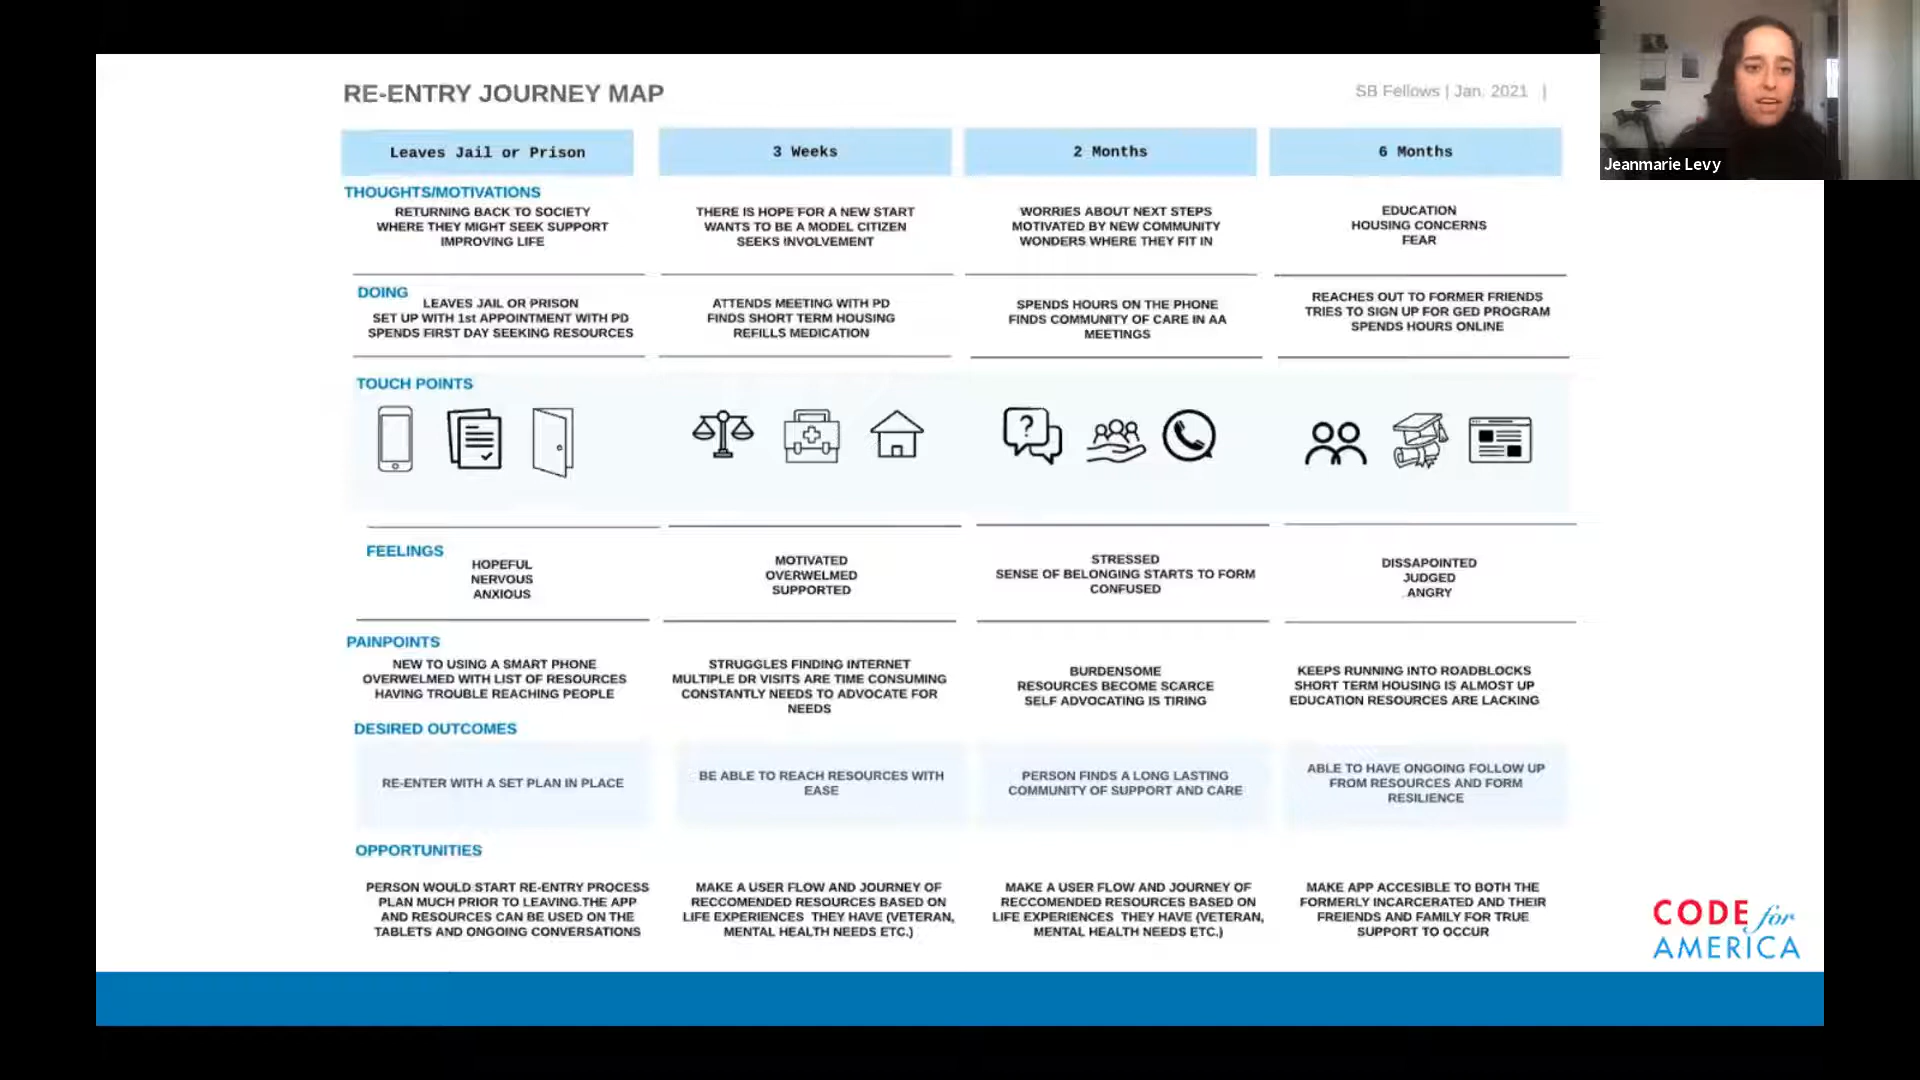 RE-ENTRY JOURNEY MAP
SB Fellows | Jan. 2021 |
Jeanmarie Levy
Leaves Jail or Prison
3 Weeks
2 Months
6 Months
THOUGHTS/MOTIVATIONS
RETURNING BACK TO SOCIETY
WHERE THEY MIGHT SEEK SUPPORT
IMPROVING LIFE
THERE IS HOPE FOR A NEW START
WANTS TO BE A MODEL CITIZEN
SEEKS INVOLVEMENT
WORRIES ABOUT NEXT STEPS
MOTIVATED BY NEW COMMUNITY
WONDERS WHERE THEY FIT IN
EDUCATION
HOUSING CONCERNS
FEAR
DOING
LEAVES JAIL OR PRISON
SET UP WITH 1st APPOINTMENT WITH PD
SPENDS FIRST DAY SEEKING RESOURCES
ATTENDS MEETING WITH PD
FINDS SHORT TERM HOUSING
REFILLS MEDICATION
SPENDS HOURS ON THE PHONE
FINDS COMMUNITY OF CARE IN AA
MEETINGS
REACHES OUT TO FORMER FRIENDS
TRIES TO SIGN UP FOR GED PROGRAM
SPENDS HOURS ONLINE
TOUCH POINTS
?
FEELINGS
HOPEFUL
NERVOUS
ANXIOUS
MOTIVATED
OVERWELMED
SUPPORTED
STRESSED
SENSE OF BELONGING STARTS TO FORM
CONFUSED
DISSAPOINTED
JUDGED
ANGRY
PAINPOINTS
NEW TO USING A SMART PHONE
OVERWELMED WITH LIST OF RESOURCES
HAVING TROUBLE REACHING PEOPLE
STRUGGLES FINDING INTERNET
MULTIPLE DR VISITS ARE TIME CONSUMING
CONSTANTLY NEEDS TO ADVOCATE FOR
NEEDS
BURDENSOME
RESOURCES BECOME SCARCE
SELF ADVOCATING IS TIRING
KEEPS RUNNING INTO ROADBLOCKS
SHORT TERM HOUSING IS ALMOST UP
EDUCATION RESOURCES ARE LACKING
DESIRED OUTCOMES
RE-ENTER WITH A SET PLAN IN PLACE
BE ABLE TO REACH RESOURCES WITH
EASE
PERSON FINDS A LONG LASTING
COMMUNITY OF SUPPORT AND CARE
ABLE TO HAVE ONGOING FOLLOW UP
FROM RESOURCES AND FORM
RESILIENCE
OPPORTUNITIES
PERSON WOULD START RE-ENTRY PROCESS
PLAN MUCH PRIOR TO LEAVING.THE APP
AND RESOURCES CAN BE USED ON THE
TABLETS AND ONGOING CONVERSATIONS
MAKE A USER FLOW AND JOURNEY OF
RECCOMENDED RESOURCES BASED ON
LIFE EXPERIENCES THEY HAVE (VETERAN,
MENTAL HEALTH NEEDS ETC.)
MAKE A USER FLOW AND JOURNEY OF
RECCOMENDED RESOURCES BASED ON
LIFE EXPERIENCES THEY HAVE (VETERAN,
MENTAL HEALTH NEEDS ETC.)
MAKE APP ACCESIBLE TO BOTH THE
FORMERLY INCARCERATED AND THEIR
FREIENDS AND FAMILY FOR TRUE
SUPPORT TO OCCUR
CODE for
AMERICA